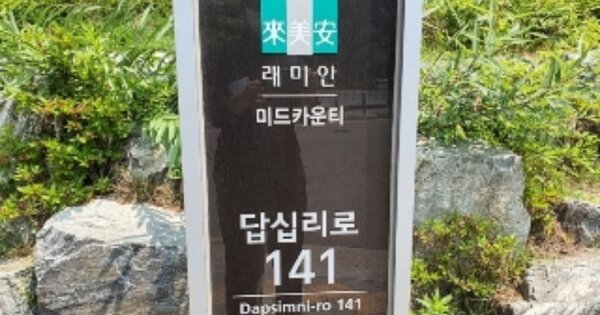 來美安
래미안
미드카운티
답십리로
141
Dapsimni-ro 141